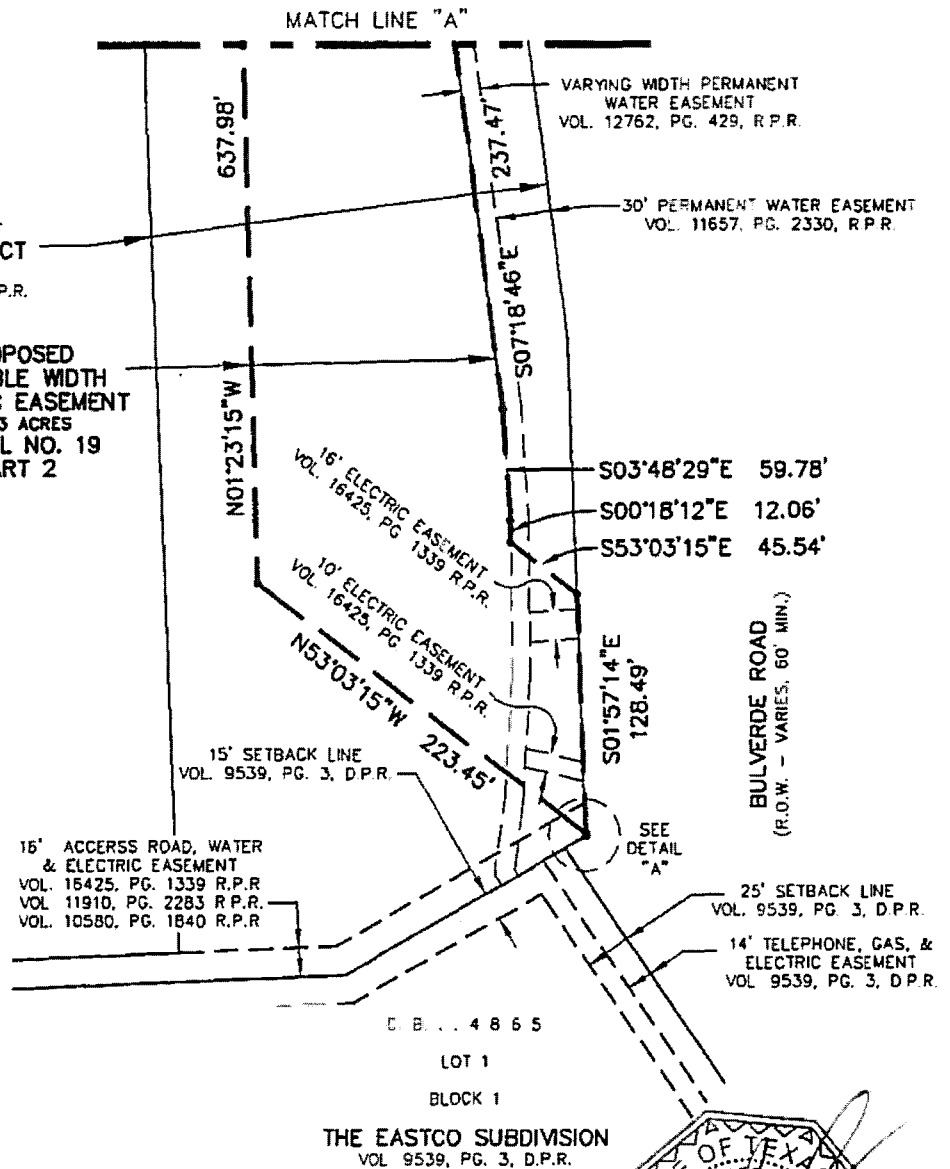 MATCH LINE "A"
VARYING WIDTH PERMANENT
WATER EASEMENT
VOL. 12762, PG. 429, R.P.R.
637.98'
237.47'
30' PERMANENT WATER EASEMENT
VOL. 11657, PG. 2330, R.P.R.
CT
P.R.
S07°18'46"E
OPOSED
BLE WIDTH
C EASEMENT
3 ACRES
L NO. 19
ART 2
N01°23'15"W
16' ELECTRIC EASEMENT
VOL. 16425, PG. 1339 R.P.R.
S03°48'29"E 59.78'
S00°18'12"E 12.06'
S53°03'15"E 45.54'
10' ELECTRIC EASEMENT
VOL. 16425, PG. 1339 R.P.R.
N53°03'15"W 223.45'
S01°57'14"E
128.49'
BULVERDE ROAD
(R.O.W. - VARIES, 60' MIN.)
15' SETBACK LINE
VOL. 9539, PG. 3, D.P.R.
SEE
DETAIL
"A"
16' ACCERSS ROAD, WATER
& ELECTRIC EASEMENT
VOL. 16425, PG. 1339 R.P.R
VOL 11910, PG. 2283 R.P.R.
VOL. 10580, PG. 1840 R.P.R
25' SETBACK LINE
VOL. 9539, PG. 3, D.P.R.
14' TELEPHONE, GAS, &
ELECTRIC EASEMENT
VOL 9539, PG. 3, D.P.R.
C.B. . . 4865
LOT 1
BLOCK 1
THE EASTCO SUBDIVISION
VOL 9539, PG. 3, D.P.R.
OF TEXA